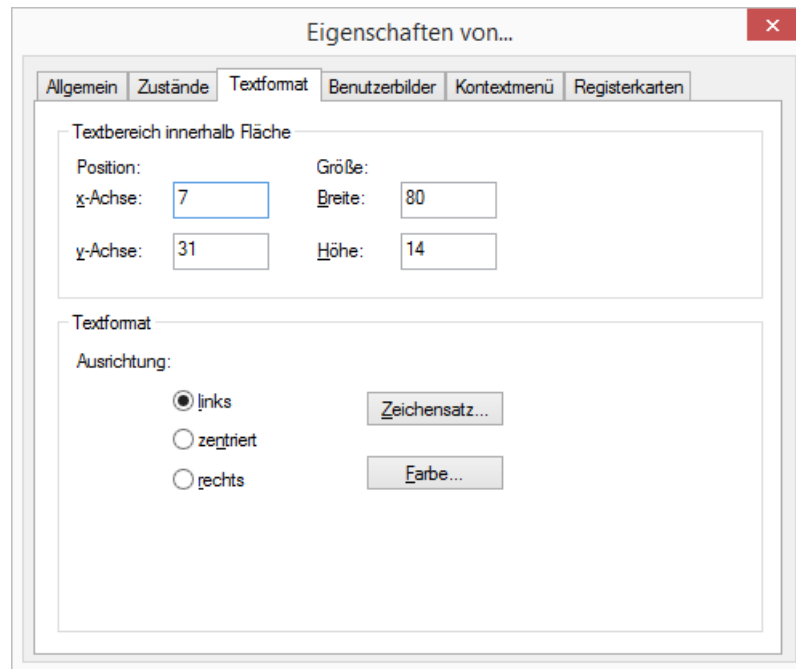 Eigenschaften von...
Allgemein Zustände Textformat Benutzerbilder Kontextmenü Registerkarten
Textbereich innerhalb Fläche
Position: Größe:
x-Achse: 7 Breite: 80
y-Achse: 31 Höhe: 14
Textformat
Ausrichtung:
links Zeichensatz...
zentriert
rechts Farbe...